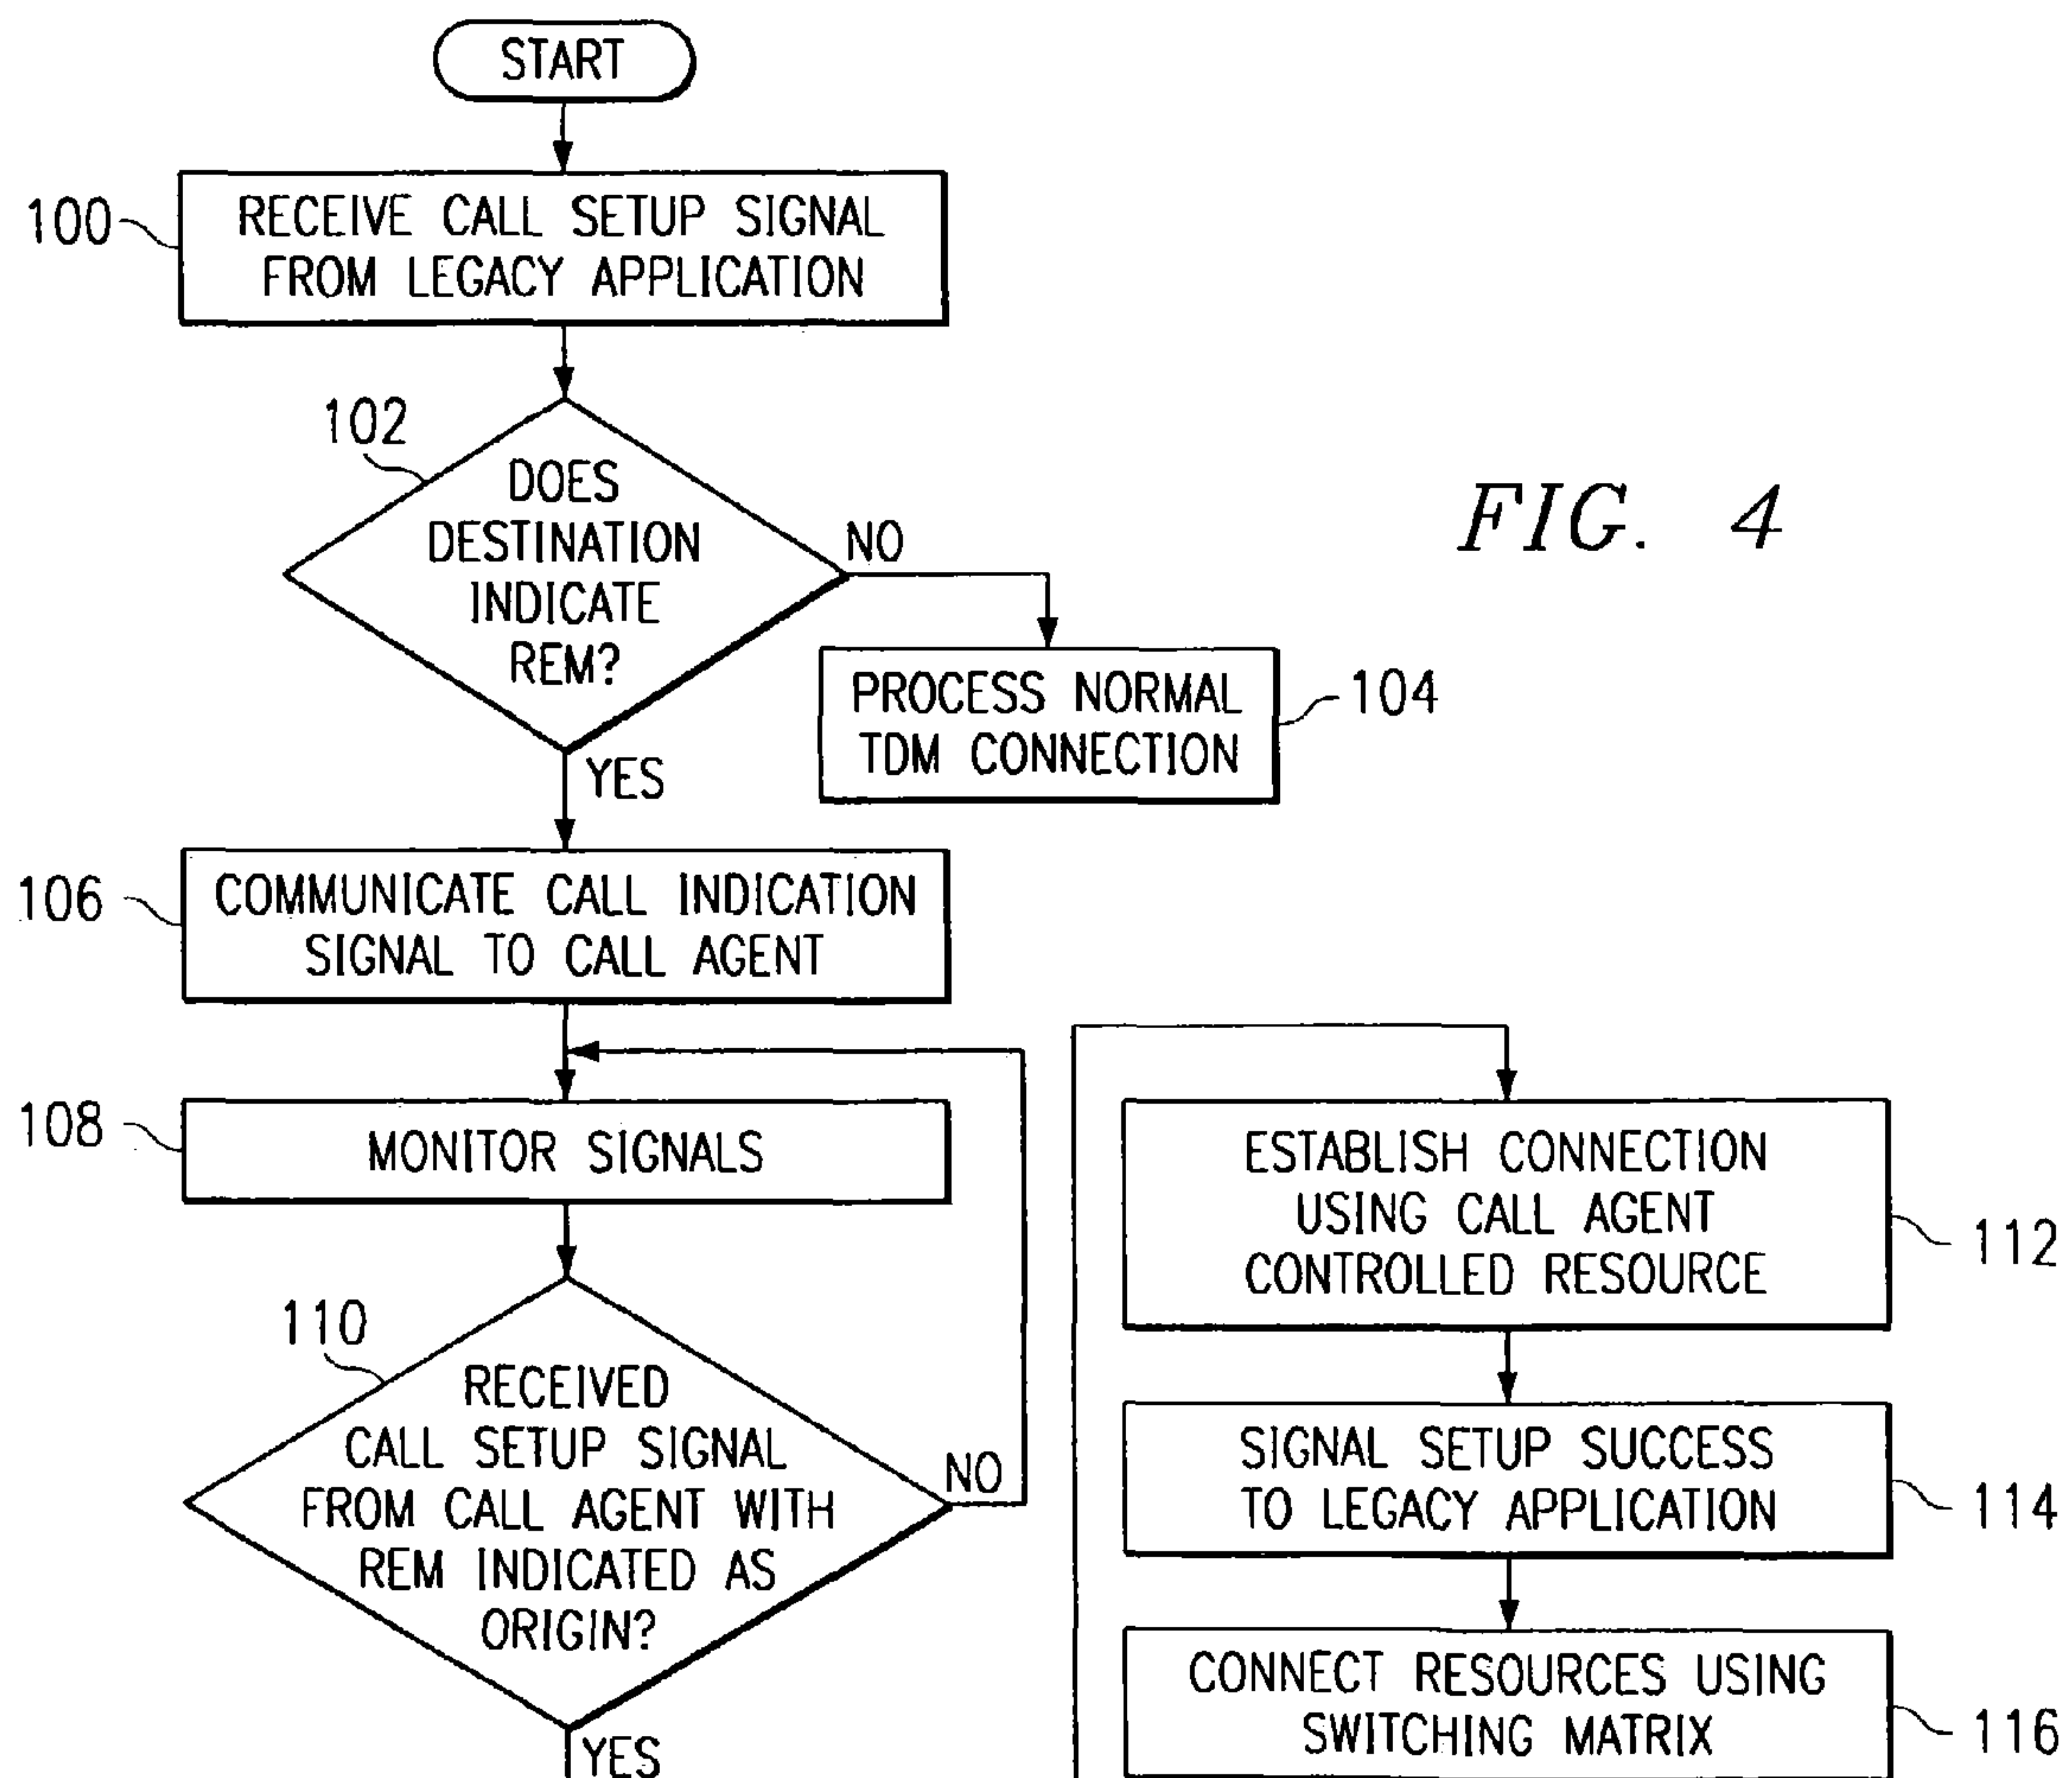 START
100
RECEIVE CALL SETUP SIGNAL
FROM LEGACY APPLICATION
102
DOES
DESTINATION
INDICATE
REM?
NO
FIG. 4
PROCESS NORMAL
TDM CONNECTION
104
YES
106
COMMUNICATE CALL INDICATION
SIGNAL TO CALL AGENT
108
MONITOR SIGNALS
110
RECEIVED
CALL SETUP SIGNAL
FROM CALL AGENT WITH
REM INDICATED AS
ORIGIN?
NO
YES
ESTABLISH CONNECTION
USING CALL AGENT
CONTROLLED RESOURCE
112
SIGNAL SETUP SUCCESS
TO LEGACY APPLICATION
114
CONNECT RESOURCES USING
SWITCHING MATRIX
116